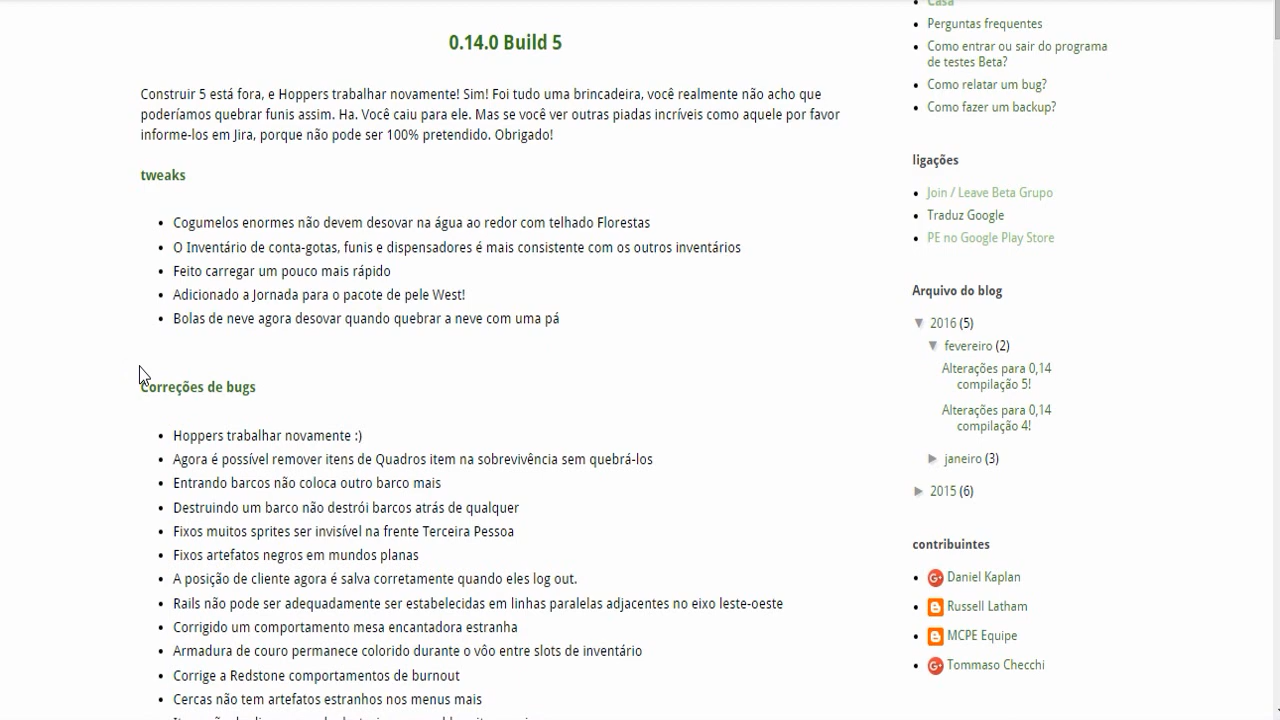 0.14.0 Build 5
Construir 5 está fora, e Hoppers trabalhar novamente! Sim! Foi tudo uma brincadeira, você realmente não acho que
poderíamos quebrar funis assim. Ha. Você caiu para ele. Mas se você ver outras piadas incríveis como aquele por favor
informe-los em Jira, porque não pode ser 100% pretendido. Obrigado!
tweaks
Cogumelos enormes não devem desovar na água ao redor com telhado Florestas
O Inventário de conta-gotas, funis e dispensadores é mais consistente com os outros inventários
Feito carregar um pouco mais rápido
Adicionado a Jornada para o pacote de pele West!
Bolas de neve agora desovar quando quebrar a neve com uma pá
Correções de bugs
Hoppers trabalhar novamente :)
Agora é possível remover itens de Quadros item na sobrevivência sem quebrá-los
Entrando barcos não coloca outro barco mais
Destruindo um barco não destrói barcos atrás de qualquer
Fixos muitos sprites ser invisível na frente Terceira Pessoa
Fixos artefatos negros em mundos planas
A posição de cliente agora é salva corretamente quando eles log out.
Rails não pode ser adequadamente ser estabelecidas em linhas paralelas adjacentes no eixo leste-oeste
Corrigido um comportamento mesa encantadora estranha
Armadura de couro permanece colorido durante o vôo entre slots de inventário
Corrige a Redstone comportamentos de burnout
Cercas não tem artefatos estranhos nos menus mais
Casa
Perguntas frequentes
Como entrar ou sair do programa
de testes Beta?
Como relatar um bug?
Como fazer um backup?
ligações
Join / Leave Beta Grupo
Traduz Google
PE no Google Play Store
Arquivo do blog
▼ 2016 (5)
▼ fevereiro (2)
Alterações para 0,14
compilação 5!
Alterações para 0,14
compilação 4!
► janeiro (3)
► 2015 (6)
contribuintes
Daniel Kaplan
Russell Latham
MCPE Equipe
Tommaso Checchi